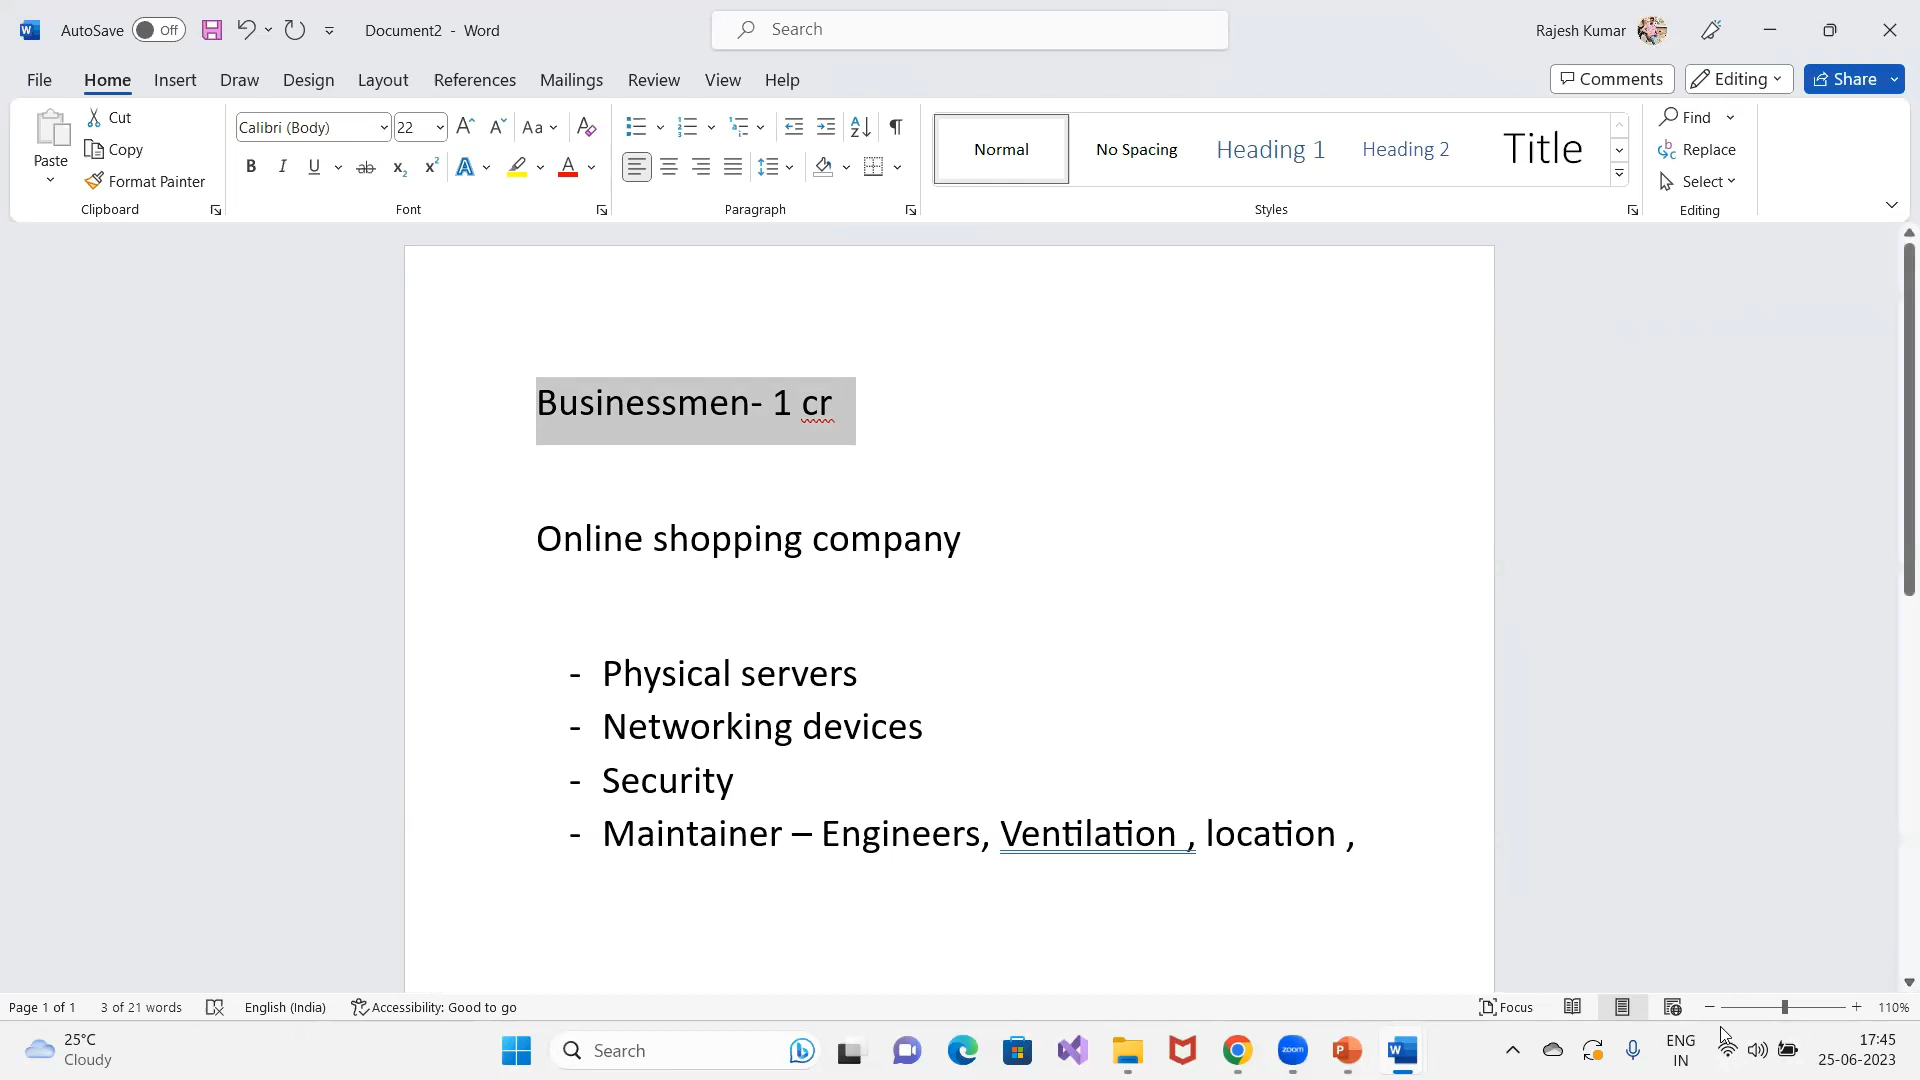 AutoSave Off Document2 - Word Search Rajesh Kumar
File Home Insert Draw Design Layout References Mailings Review View Help Comments Editing Share
Paste Cut Copy Format Painter Clipboard
Calibri (Body) 22 Font
Paragraph
Normal No Spacing Heading 1 Heading 2 Title Styles
Find Replace Select Editing
Businessmen- 1 cr
Online shopping company
- Physical servers
- Networking devices
- Security
- Maintainer – Engineers, Ventilation , location ,
Page 1 of 1 3 of 21 words English (India) Accessibility: Good to go Focus 110%
25°C
Cloudy
Search
zoom
ENG
IN
17:45
25-06-2023